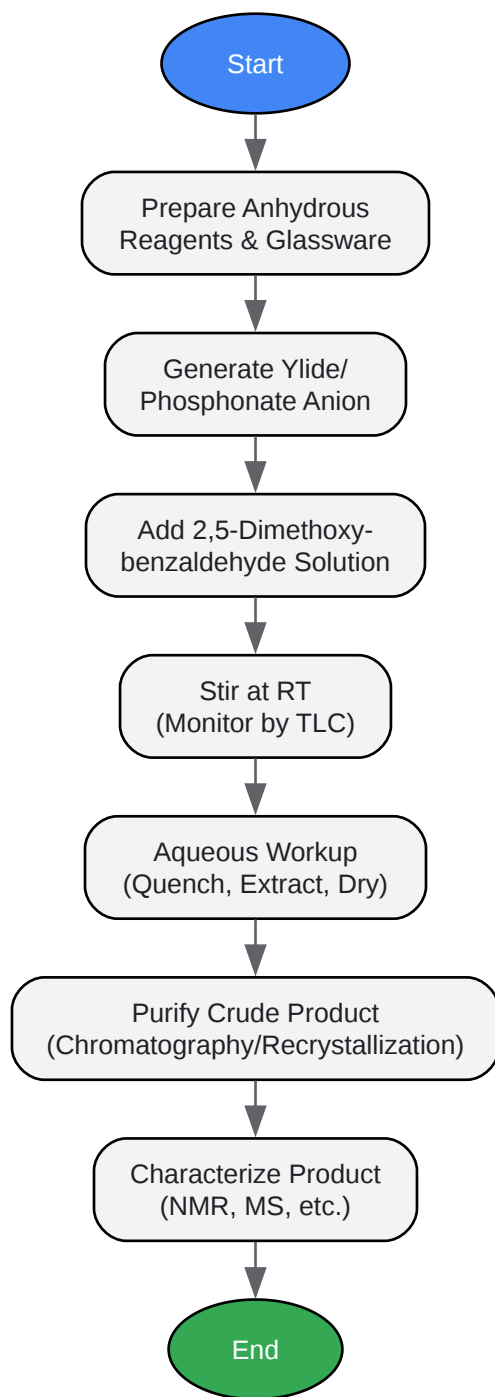 Start
Prepare Anhydrous
Reagents & Glassware
Generate Ylide/
Phosphonate Anion
Add 2,5-Dimethoxy-
benzaldehyde Solution
Stir at RT
(Monitor by TLC)
Aqueous Workup
(Quench, Extract, Dry)
Purify Crude Product
(Chromatography/Recrystallization)
Characterize Product
(NMR, MS, etc.)
End